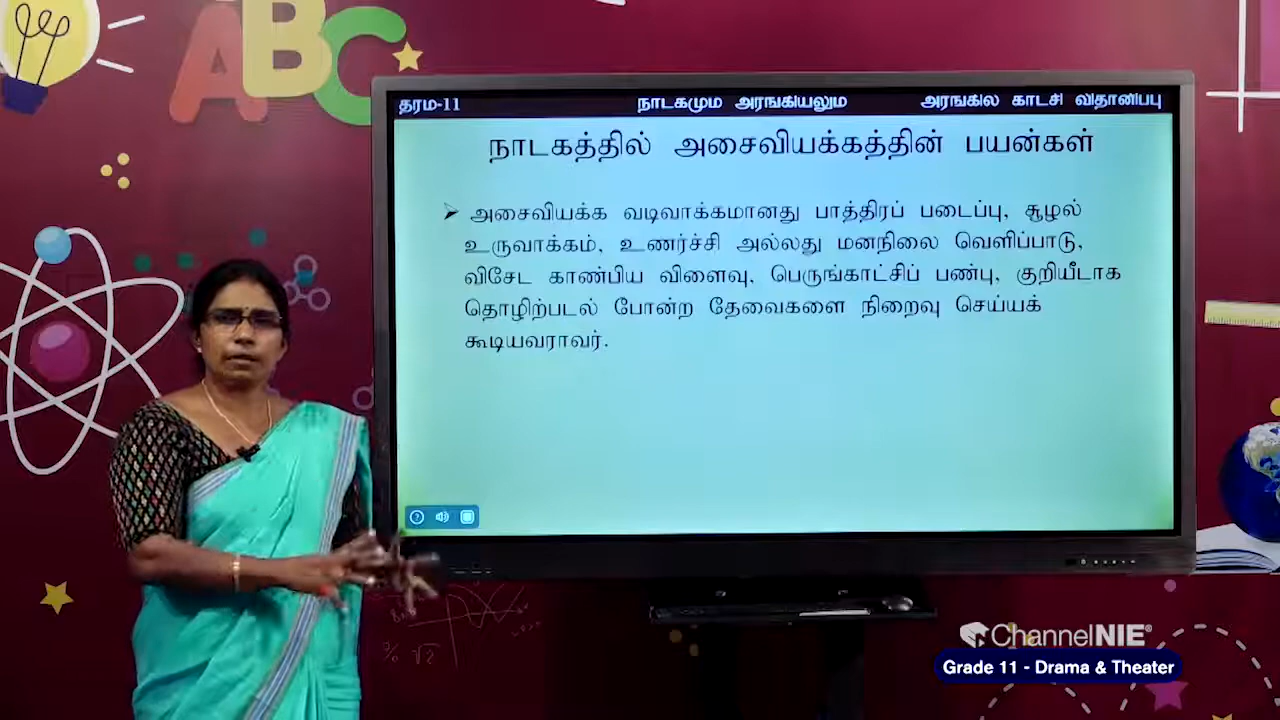 ABC
தரம-11 நாடகமும அரங்கியலும அரங்கில காடசி விதானிபபு
நாடகத்தில் அசைவியக்கத்தின் பயன்கள்
➢ அசைவியக்க வடிவாக்கமானது பாத்திரப் படைப்பு, சூழல்
உருவாக்கம், உணர்ச்சி அல்லது மனநிலை வெளிப்பாடு,
விசேட காண்பிய விளைவு, பெருங்காட்சிப் பண்பு, குறியீடாக
தொழிற்படல் போன்ற தேவைகளை நிறைவு செய்யக்
கூடியவராவர்.
ChannelNIE®
Grade 11 - Drama & Theater